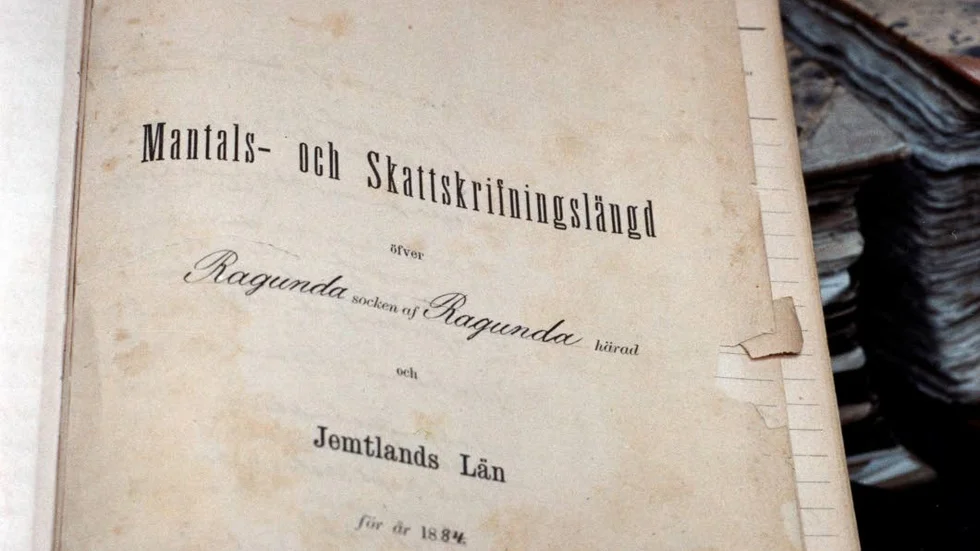 Mantals- och Skattskrifningslängd
öfver
Ragunda socken af Ragunda härad
och
Jemtlands Län
för år 1884.